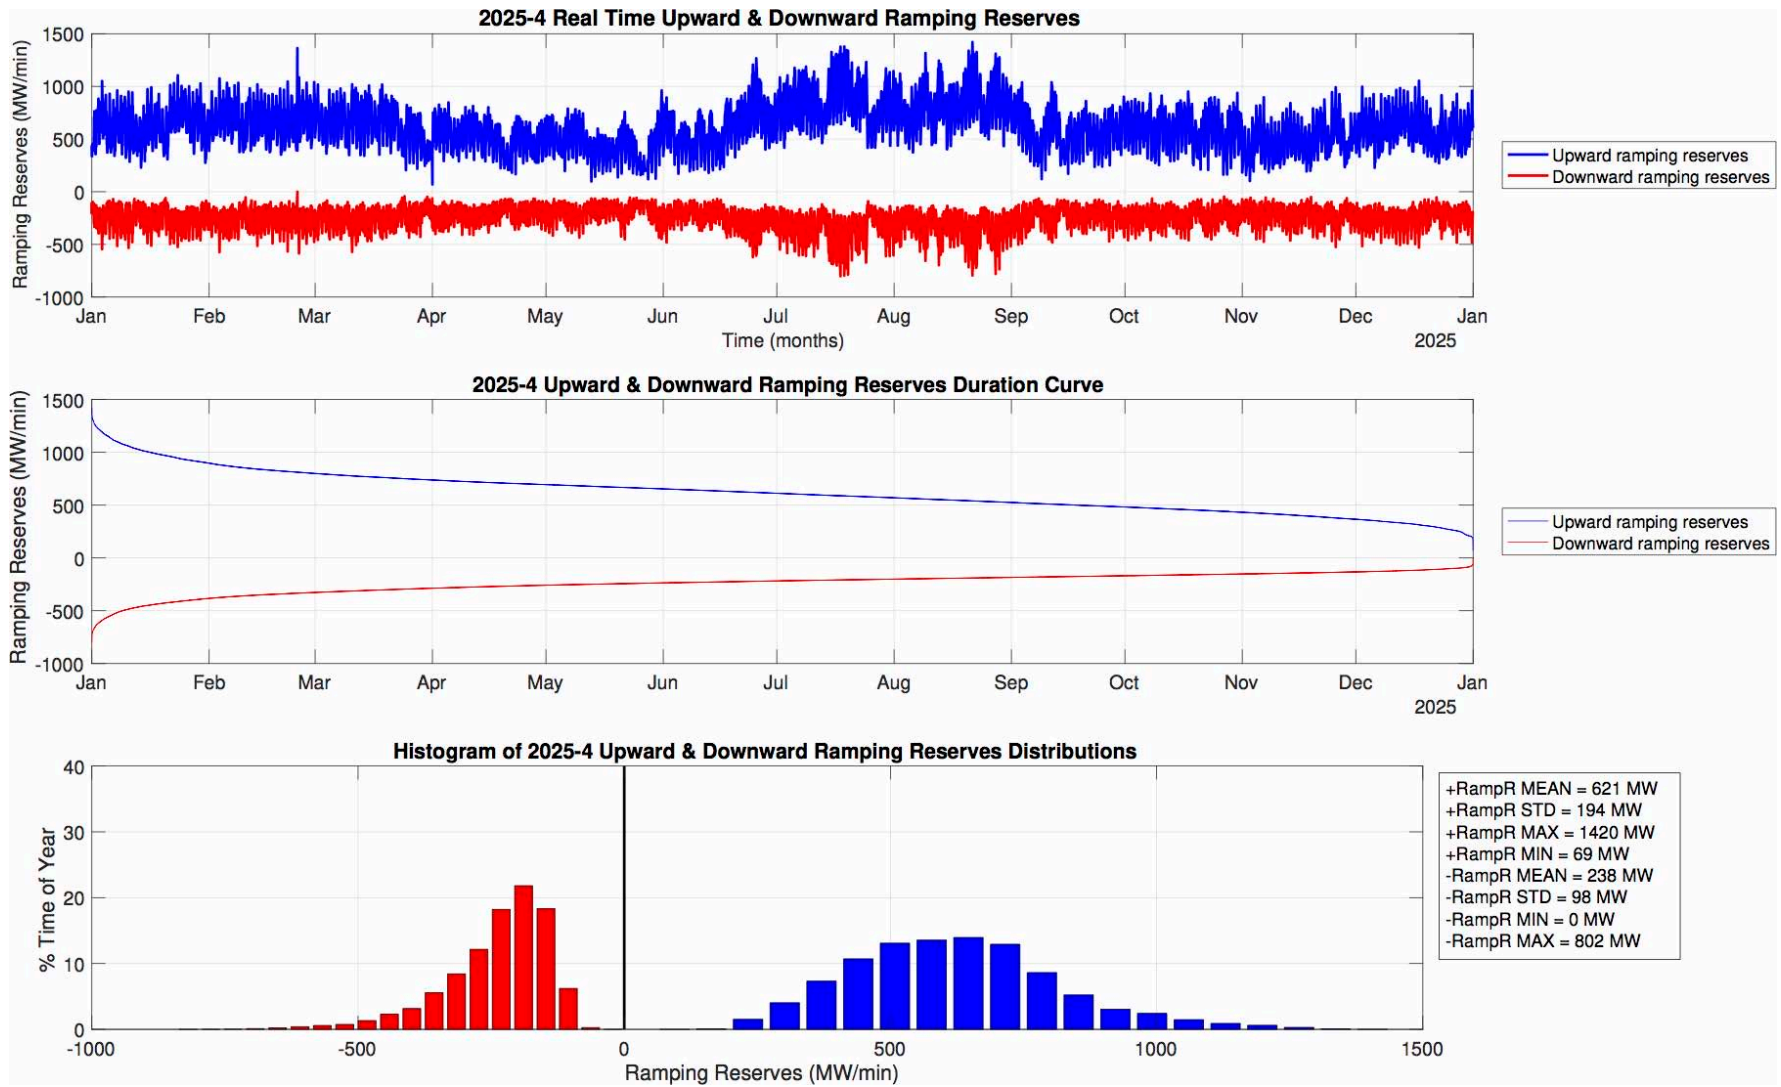 2025-4 Real Time Upward & Downward Ramping Reserves
Ramping Reserves (MW/min)
1500
1000
500
0
-500
-1000
Jan Feb Mar Apr May Jun Jul Aug Sep Oct Nov Dec Jan
Time (months)
2025
Upward ramping reserves
Downward ramping reserves
2025-4 Upward & Downward Ramping Reserves Duration Curve
Ramping Reserves (MW/min)
1500
1000
500
0
-500
-1000
Jan Feb Mar Apr May Jun Jul Aug Sep Oct Nov Dec Jan
2025
Upward ramping reserves
Downward ramping reserves
Histogram of 2025-4 Upward & Downward Ramping Reserves Distributions
% Time of Year
40
30
20
10
0
-1000 -500 0 500 1000 1500
Ramping Reserves (MW/min)
+RampR MEAN = 621 MW
+RampR STD = 194 MW
+RampR MAX = 1420 MW
+RampR MIN = 69 MW
-RampR MEAN = 238 MW
-RampR STD = 98 MW
-RampR MIN = 0 MW
-RampR MAX = 802 MW